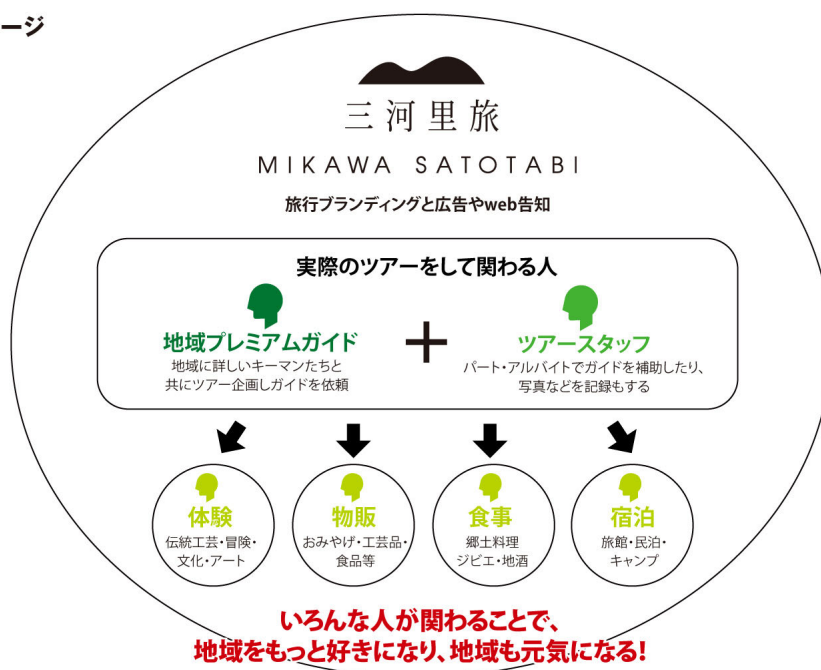 ージ
三河里旅
MIKAWA SATOTABI
旅行ブランディングと広告やweb告知
実際のツアーをして関わる人
地域プレミアムガイド
地域に詳しいキーマンたちと
共にツアー企画しガイドを依頼
+
ツアースタッフ
パート・アルバイトでガイドを補助したり、
写真などを記録もする
体験
伝統工芸・冒険・
文化・アート
物販
おみやげ・工芸品・
食品等
食事
郷土料理
ジビエ・地酒
宿泊
旅館・民泊・
キャンプ
いろんな人が関わることで、
地域をもっと好きになり、地域も元気になる!